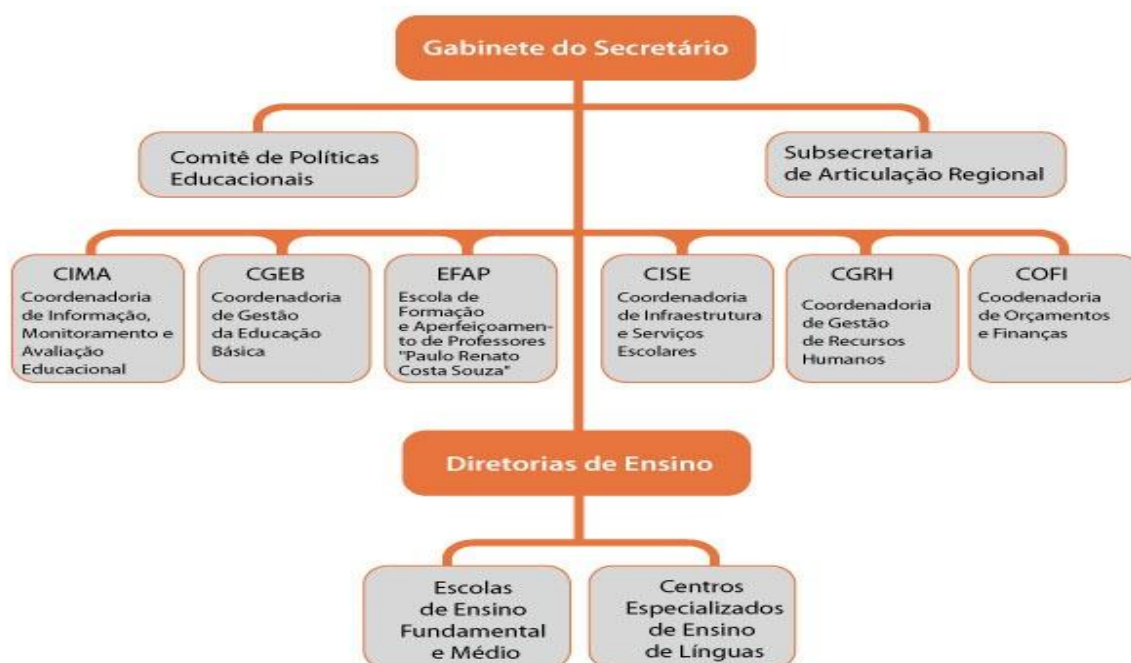 Gabinete do Secretário
Comitê de Políticas
Educacionais
Subsecretaria
de Articulação Regional
CIMA
Coordenadoria
de Informação,
Monitoramento e
Avaliação
Educacional
CGEB
Coordenadoria
de Gestão
da Educação
Básica
EFAP
Escola de
Formação
e Aperfeiçoamen-
to de Professores
"Paulo Renato
Costa Souza"
CISE
Coordenadoria
de Infraestrutura
e Serviços
Escolares
CGRH
Coordenadoria
de Gestão
de Recursos
Humanos
COFI
Coodenadoria
de Orçamentos
e Finanças
Diretorias de Ensino
Escolas
de Ensino
Fundamental
e Médio
Centros
Especializados
de Ensino
de Línguas